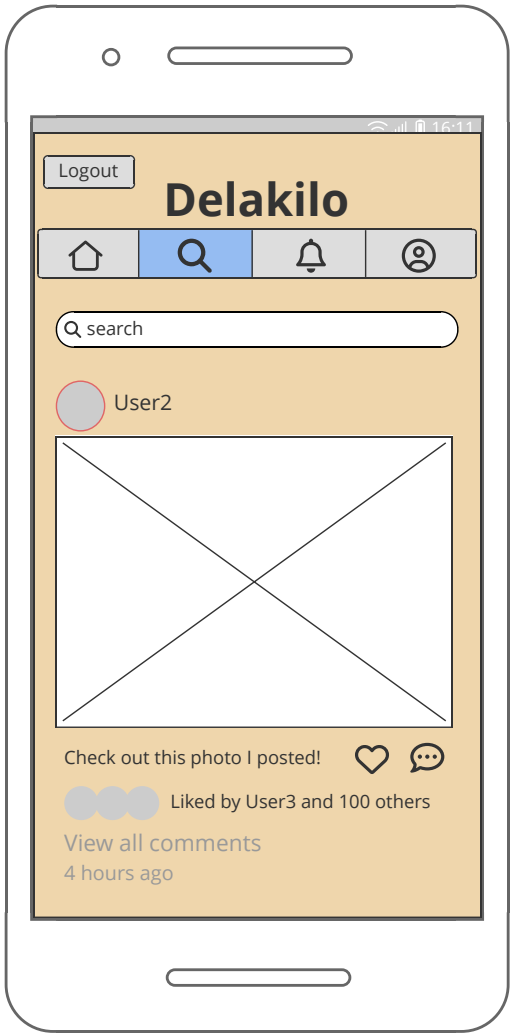 16:11
Logout
Delakilo
search
User2
Check out this photo I posted!
Liked by User3 and 100 others
View all comments
4 hours ago